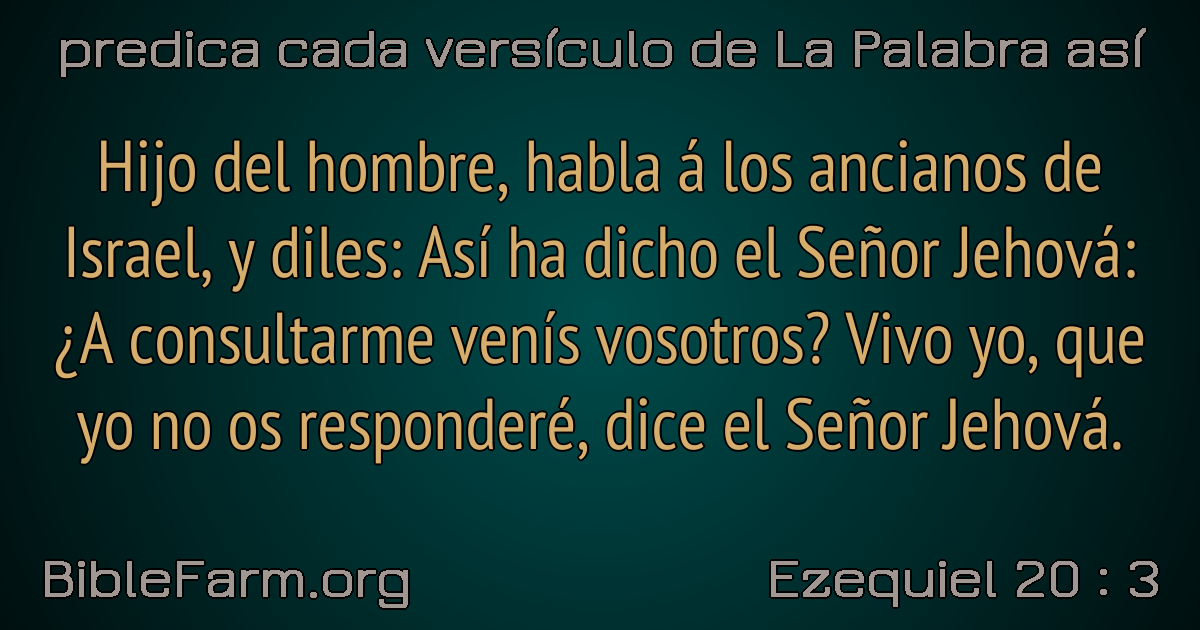 predica cada versículo de La Palabra así
Hijo del hombre, habla á los ancianos de
Israel, y diles: Así ha dicho el Señor Jehová:
¿A consultarme venís vosotros? Vivo yo, que
yo no os responderé, dice el Señor Jehová.
BibleFarm.org
Ezequiel 20 : 3